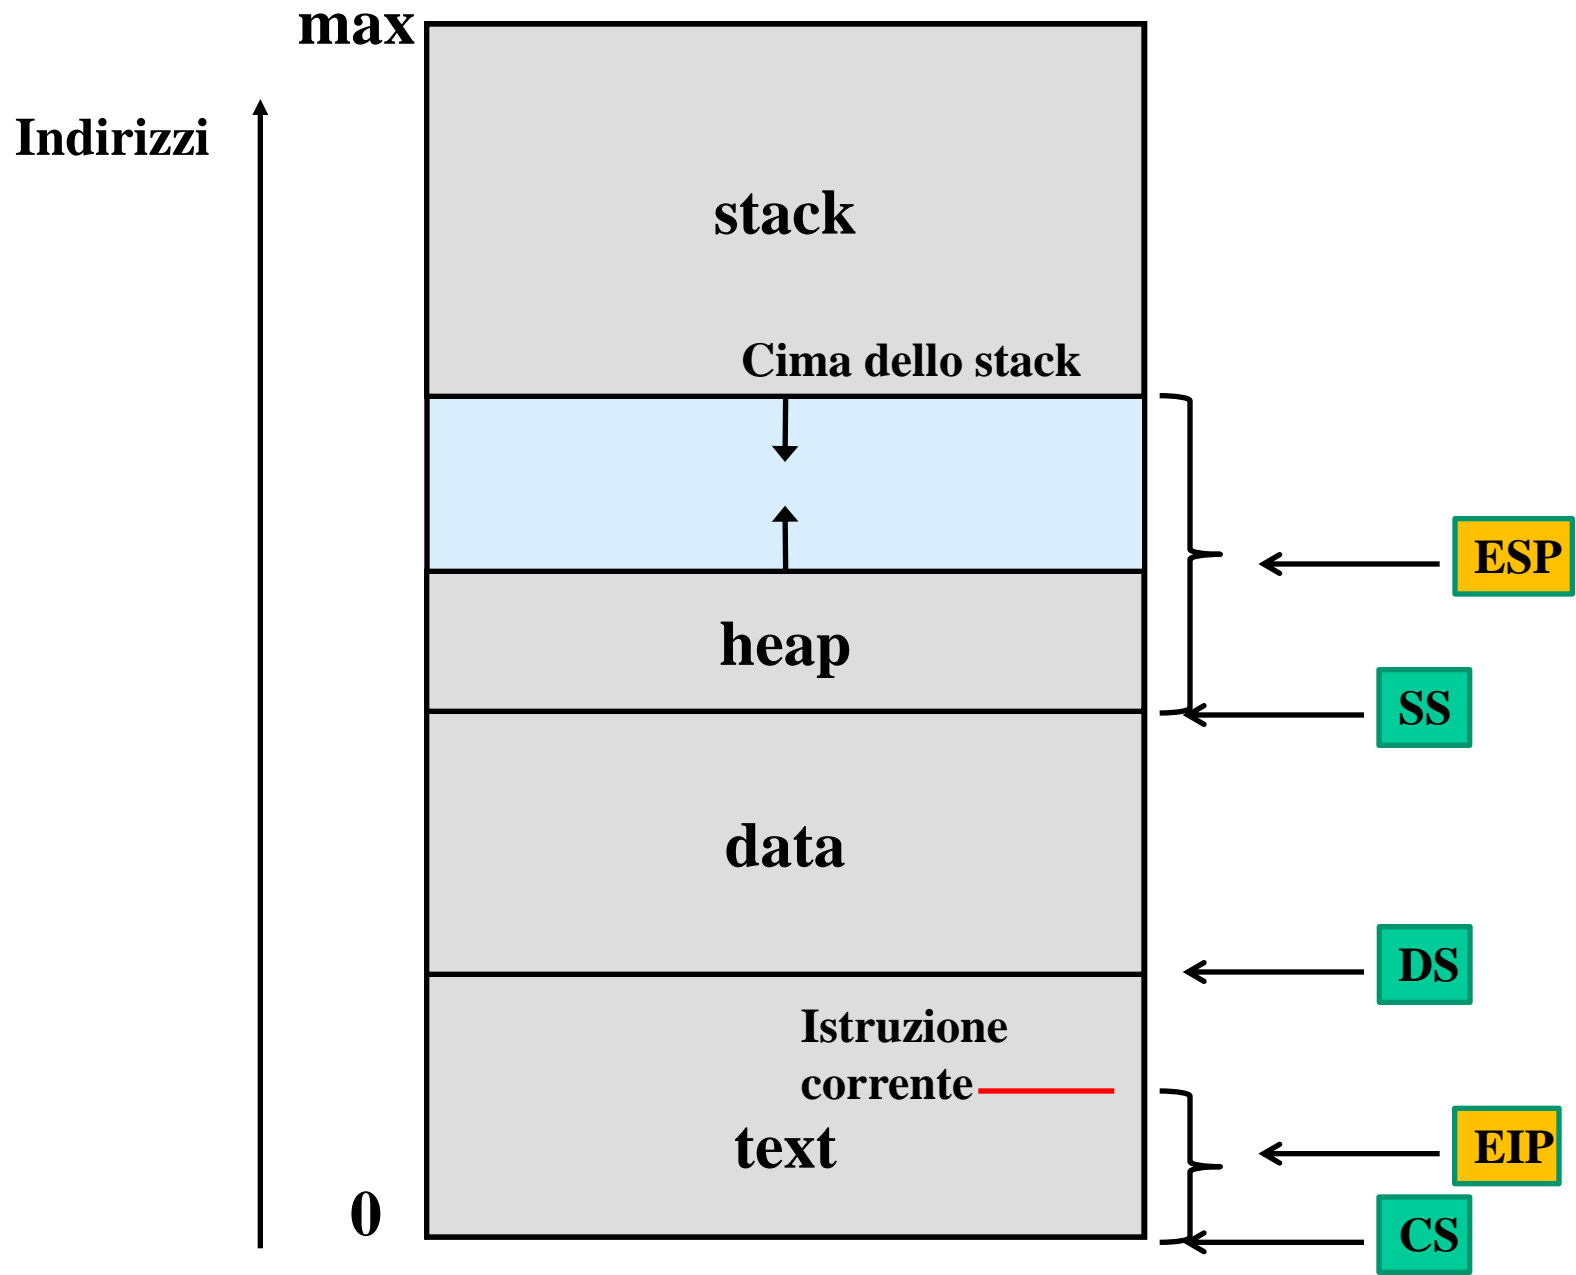 max
Indirizzi
stack
Cima dello stack
ESP
heap
SS
data
DS
Istruzione
corrente
text
EIP
0
CS